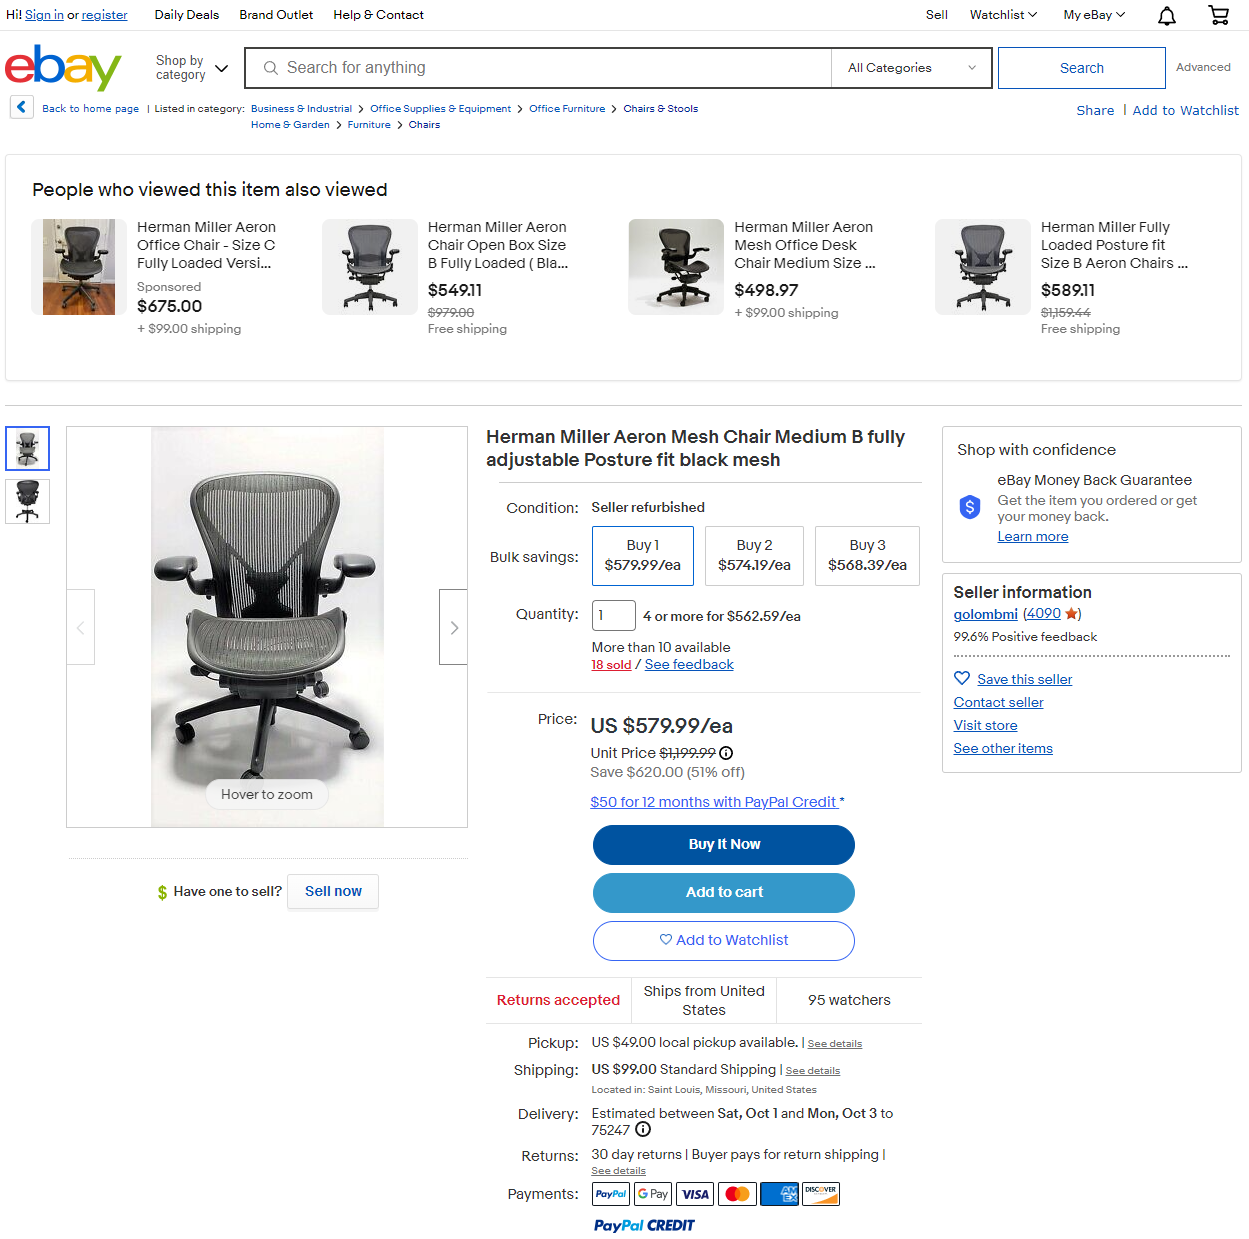 Hi! Sign in or register
Daily Deals
Brand Outlet
Help & Contact
Sell
Watchlist
My eBay
ebay
Shop by
category
Search for anything
All Categories
Search
Advanced
Back to home page | Listed in category:
Business & Industrial > Office Supplies & Equipment > Office Furniture > Chairs & Stools
Home & Garden > Furniture > Chairs
Share | Add to Watchlist
People who viewed this item also viewed
Herman Miller Aeron
Office Chair - Size C
Fully Loaded Versi...
Sponsored
$675.00
+ $99.00 shipping
Herman Miller Aeron
Chair Open Box Size
B Fully Loaded ( Bla...
$549.11
$979.00
Free shipping
Herman Miller Aeron
Mesh Office Desk
Chair Medium Size ...
$498.97
+ $99.00 shipping
Herman Miller Fully
Loaded Posture fit
Size B Aeron Chairs ...
$589.11
$1,159.44
Free shipping
Hover to zoom
$ Have one to sell?
Sell now
Herman Miller Aeron Mesh Chair Medium B fully
adjustable Posture fit black mesh
Condition: Seller refurbished
Bulk savings:
Buy 1
$579.99/ea
Buy 2
$574.19/ea
Buy 3
$568.39/ea
Quantity: 1 4 or more for $562.59/ea
More than 10 available
18 sold / See feedback
Price: US $579.99/ea
Unit Price $1,199.99
Save $620.00 (51% off)
$50 for 12 months with PayPal Credit *
Buy It Now
Add to cart
Add to Watchlist
Returns accepted
Ships from United
States
95 watchers
Pickup: US $49.00 local pickup available. | See details
Shipping: US $99.00 Standard Shipping | See details
Located in: Saint Louis, Missouri, United States
Delivery: Estimated between Sat, Oct 1 and Mon, Oct 3 to
75247
Returns: 30 day returns | Buyer pays for return shipping |
See details
Payments: PayPal G Pay VISA AMEX DISCOVER
PayPal CREDIT
Shop with confidence
eBay Money Back Guarantee
Get the item you ordered or get
your money back.
Learn more
Seller information
golombmi (4090 )
99.6% Positive feedback
Save this seller
Contact seller
Visit store
See other items